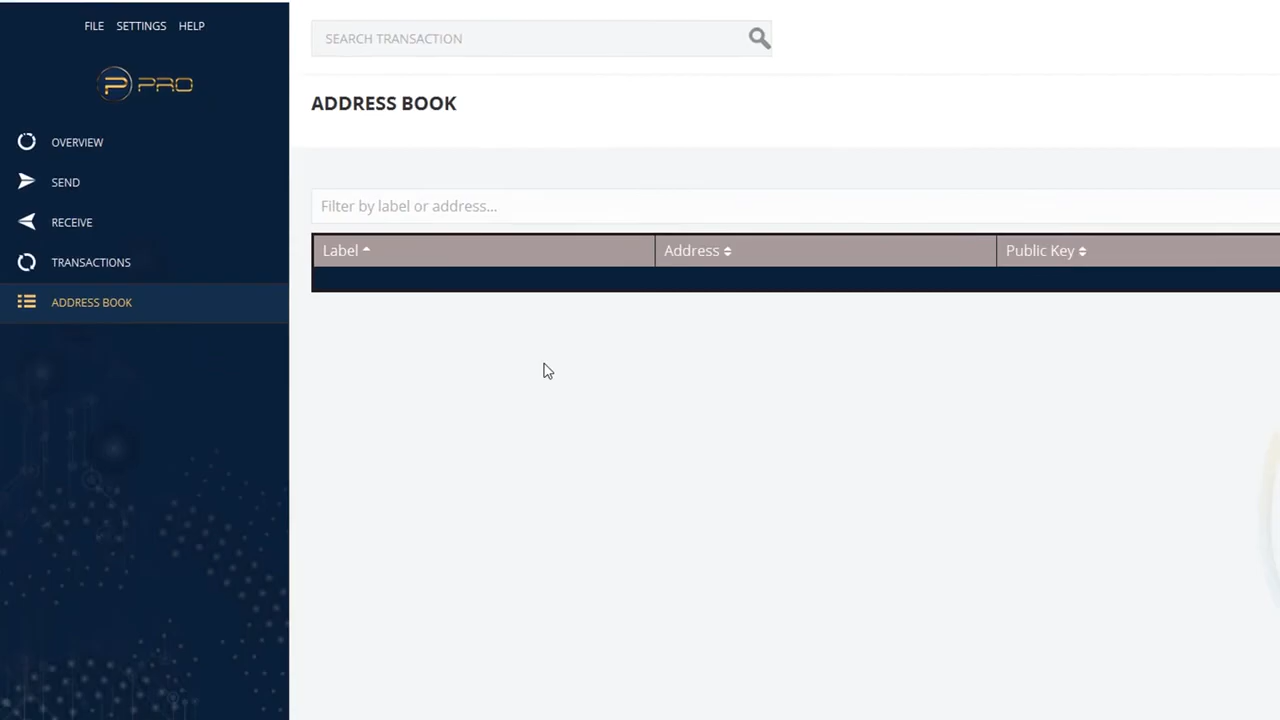 FILE SETTINGS HELP
PRO
OVERVIEW
SEND
RECEIVE
TRANSACTIONS
ADDRESS BOOK
SEARCH TRANSACTION
ADDRESS BOOK
Filter by label or address...
Label Address Public Key